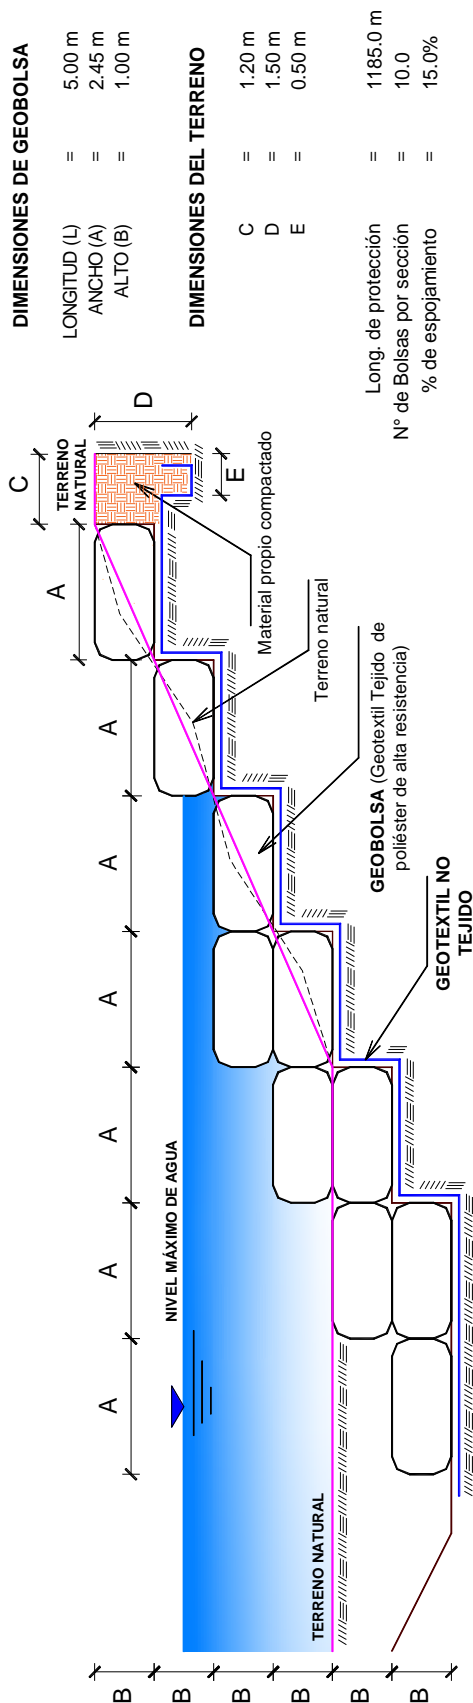 DIMENSIONES DE GEOBOLSA
LONGITUD (L) = 5.00 m
ANCHO (A) = 2.45 m
ALTO (B) = 1.00 m
DIMENSIONES DEL TERRENO
C = 1.20 m
D = 1.50 m
E = 0.50 m
Long. de protección = 1185.0 m
N° de Bolsas por sección = 10.0
% de espojamiento = 15.0%
C
A
A
A
A
A
A
A
TERRENO
NATURAL
D
E
NIVEL MÁXIMO DE AGUA
Material propio compactado
Terreno natural
GEOBOLSA (Geotextil Tejido de
poliéster de alta resistencia)
GEOTEXTIL NO
TEJIDO
TERRENO NATURAL
B
B
B
B
B
B